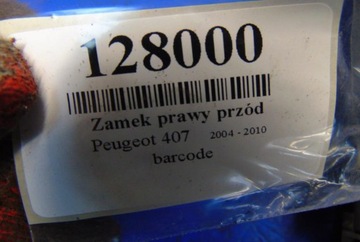 128000
Zamek prawy przód
Peugeot 407 2004 - 2010
barcode